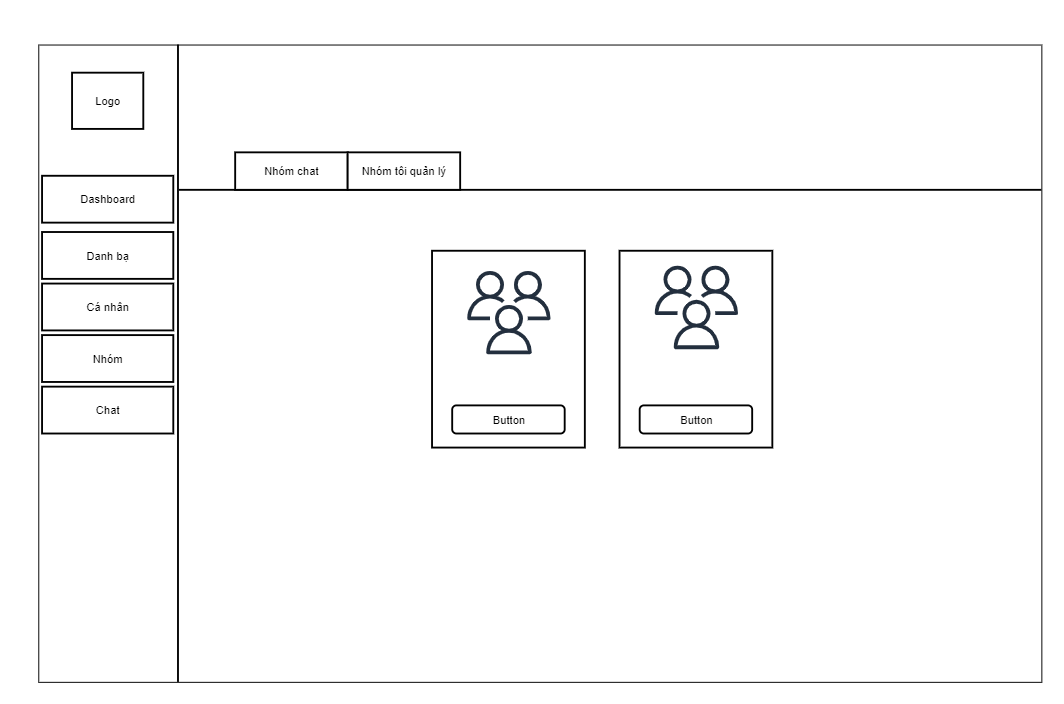 Logo
Dashboard
Danh bạ
Cá nhân
Nhóm
Chat
Nhóm chat
Nhóm tôi quản lý
Button
Button